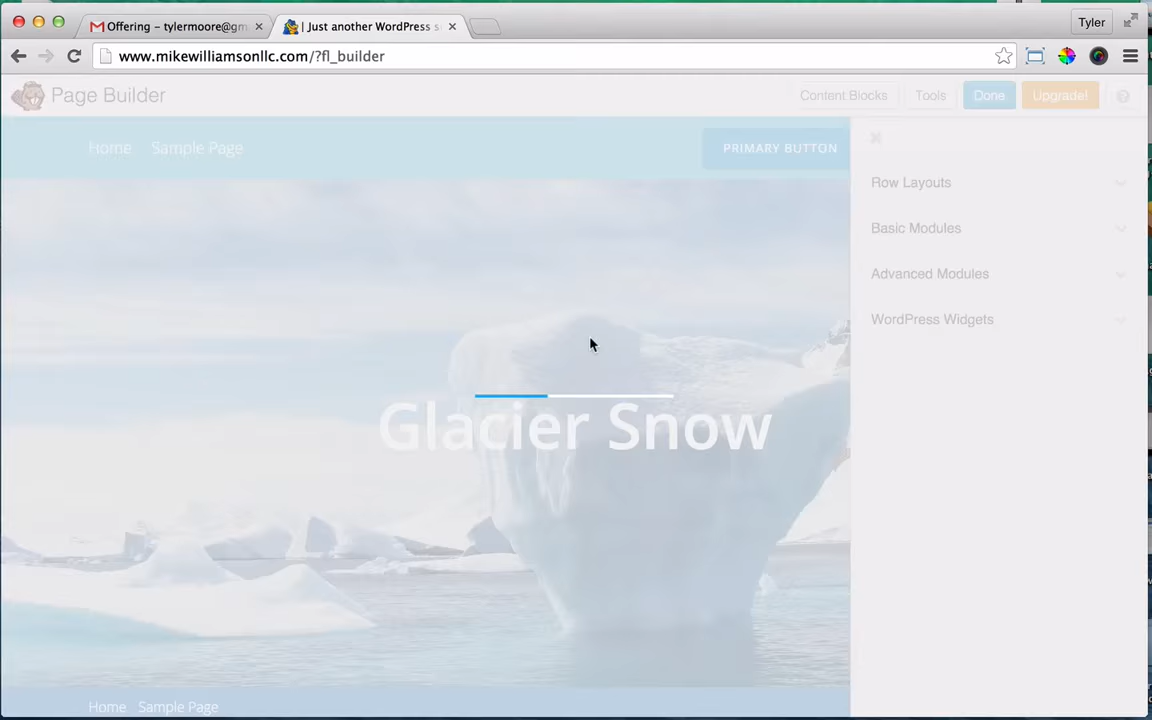 Offering – tylermoore@gm
| Just another WordPress s
Tyler
www.mikewilliamsonllc.com/?fl_builder
Page Builder
Content Blocks
Tools
Done
Upgrade!
?
Home
Sample Page
PRIMARY BUTTON
Row Layouts
Basic Modules
Advanced Modules
WordPress Widgets
Glacier Snow
Home
Sample Page